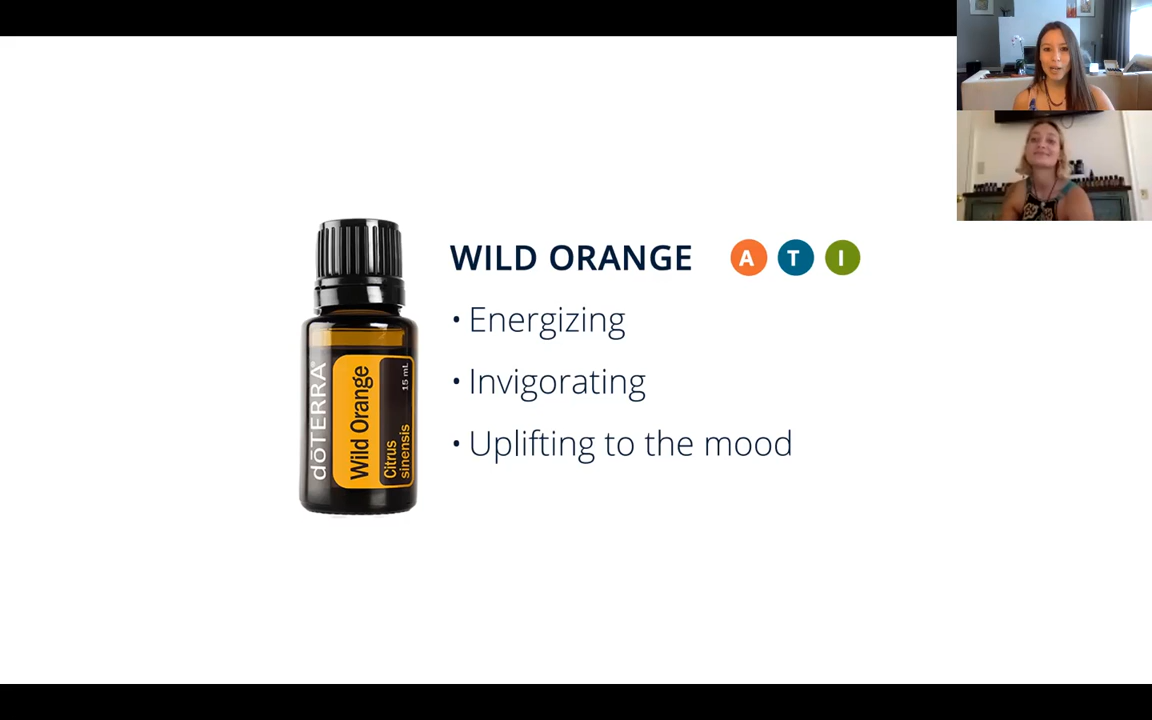 WILD ORANGE A T I
• Energizing
• Invigorating
• Uplifting to the mood
dōTERRA®
Wild Orange
Citrus
sinensis
15 mL